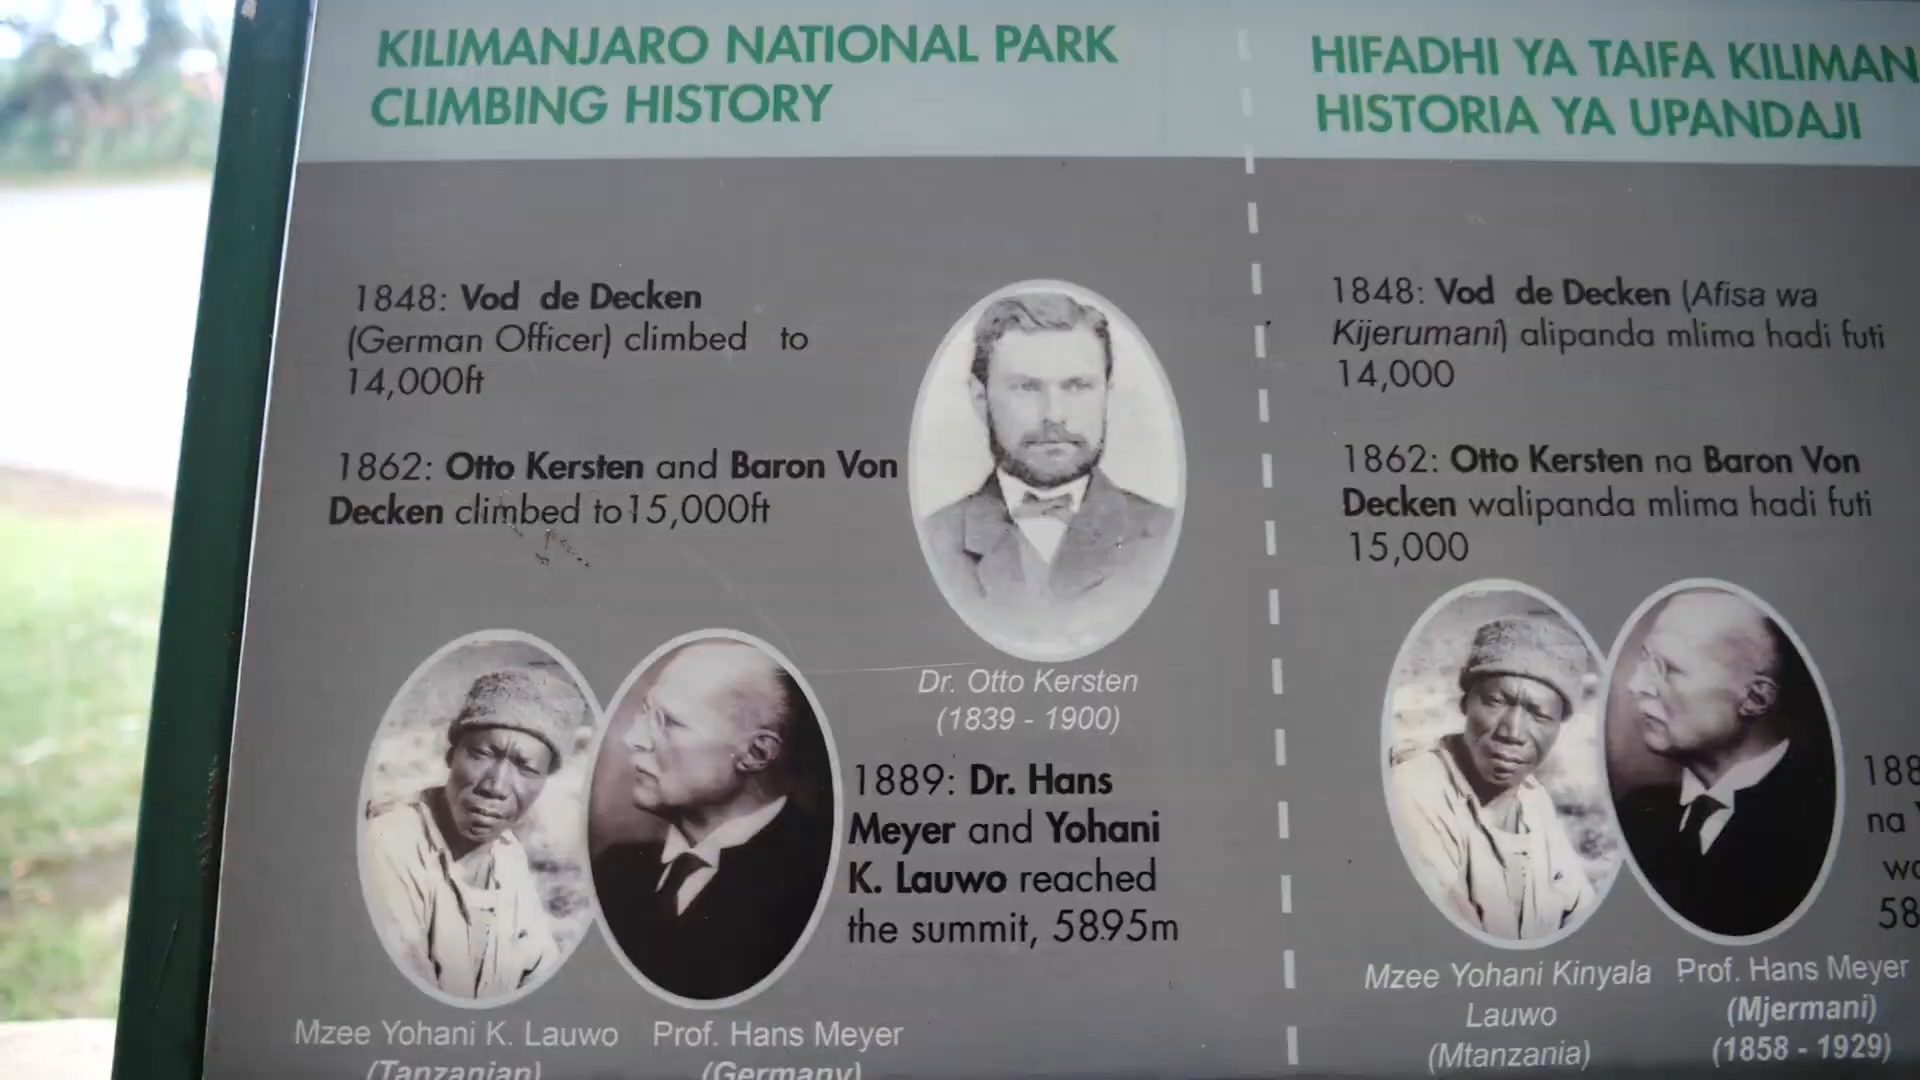 KILIMANJARO NATIONAL PARK
CLIMBING HISTORY
1848: Vod de Decken
(German Officer) climbed to
14,000ft
1862: Otto Kersten and Baron Von
Decken climbed to 15,000ft
Dr. Otto Kersten
(1839 - 1900)
1889: Dr. Hans
Meyer and Yohani
K. Lauwo reached
the summit, 5895m
Mzee Yohani K. Lauwo
(Tanzanian)
Prof. Hans Meyer
(Germany)
HIFADHI YA TAIFA KILIMAN
HISTORIA YA UPANDAJI
1848: Vod de Decken (Afisa wa
Kijerumani) alipanda mlima hadi futi
14,000
1862: Otto Kersten na Baron Von
Decken walipanda mlima hadi futi
15,000
188
na
58
Mzee Yohani Kinyala
Lauwo
(Mtanzania)
Prof. Hans Meyer
(Mjermani)
(1858 - 1929)